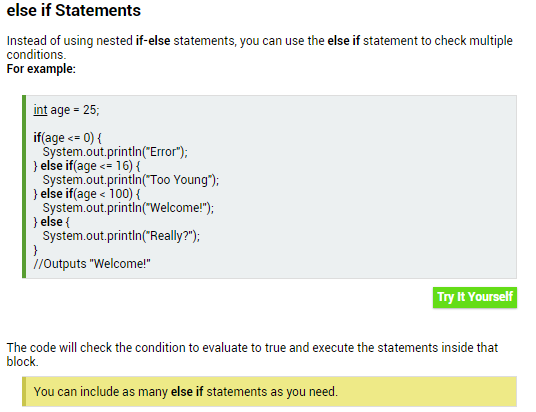 else if Statements
Instead of using nested if-else statements, you can use the else if statement to check multiple
conditions.
For example:
int age = 25;
if(age <= 0) {
System.out.println("Error");
} else if(age <= 16) {
System.out.println("Too Young");
} else if(age < 100) {
System.out.println("Welcome!");
} else {
System.out.println("Really?");
}
//Outputs "Welcome!"
Try It Yourself
The code will check the condition to evaluate to true and execute the statements inside that
block.
You can include as many else if statements as you need.